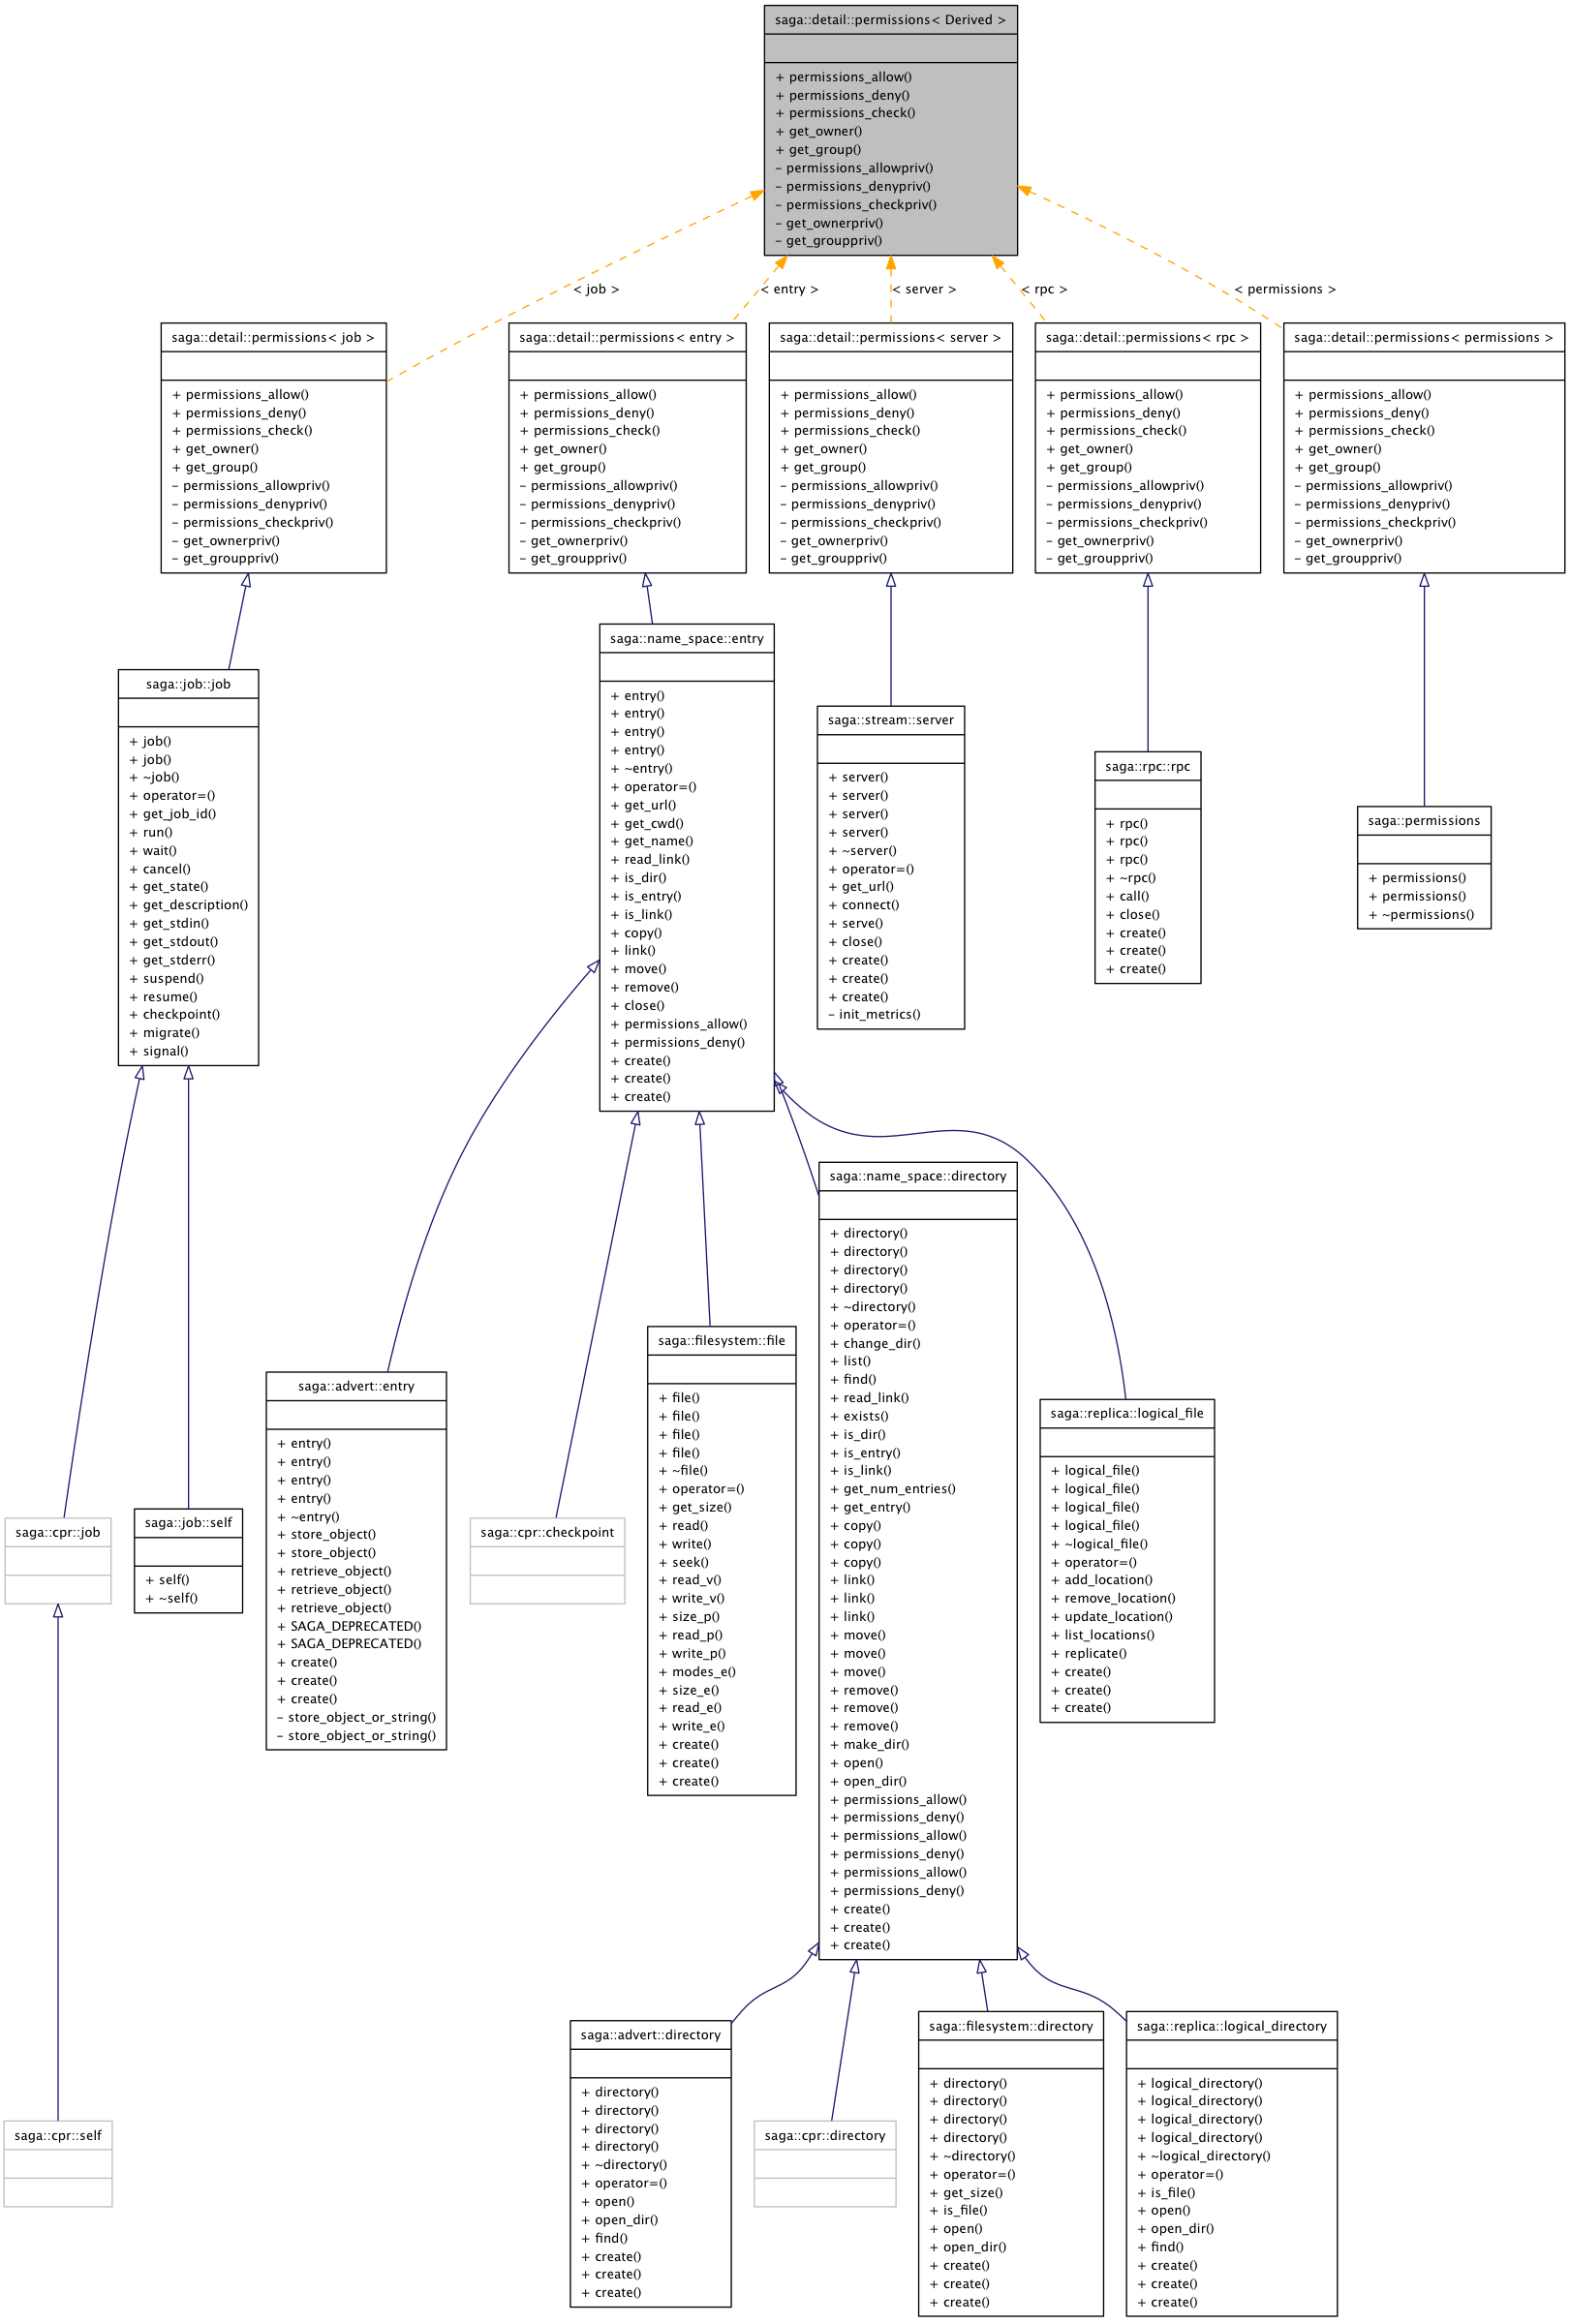 saga::detail::permissions< Derived >
+ permissions_allow()
+ permissions_deny()
+ permissions_check()
+ get_owner()
+ get_group()
– permissions_allowpriv()
– permissions_denypriv()
– permissions_checkpriv()
– get_ownerpriv()
– get_grouppriv()
< job >
< entry >
< server >
< rpc >
< permissions >
saga::detail::permissions< job >
+ permissions_allow()
+ permissions_deny()
+ permissions_check()
+ get_owner()
+ get_group()
– permissions_allowpriv()
– permissions_denypriv()
– permissions_checkpriv()
– get_ownerpriv()
– get_grouppriv()
saga::detail::permissions< entry >
+ permissions_allow()
+ permissions_deny()
+ permissions_check()
+ get_owner()
+ get_group()
– permissions_allowpriv()
– permissions_denypriv()
– permissions_checkpriv()
– get_ownerpriv()
– get_grouppriv()
saga::detail::permissions< server >
+ permissions_allow()
+ permissions_deny()
+ permissions_check()
+ get_owner()
+ get_group()
– permissions_allowpriv()
– permissions_denypriv()
– permissions_checkpriv()
– get_ownerpriv()
– get_grouppriv()
saga::detail::permissions< rpc >
+ permissions_allow()
+ permissions_deny()
+ permissions_check()
+ get_owner()
+ get_group()
– permissions_allowpriv()
– permissions_denypriv()
– permissions_checkpriv()
– get_ownerpriv()
– get_grouppriv()
saga::detail::permissions< permissions >
+ permissions_allow()
+ permissions_deny()
+ permissions_check()
+ get_owner()
+ get_group()
– permissions_allowpriv()
– permissions_denypriv()
– permissions_checkpriv()
– get_ownerpriv()
– get_grouppriv()
saga::job::job
+ job()
+ job()
+ ~job()
+ operator=()
+ get_job_id()
+ run()
+ wait()
+ cancel()
+ get_state()
+ get_description()
+ get_stdin()
+ get_stdout()
+ get_stderr()
+ suspend()
+ resume()
+ checkpoint()
+ migrate()
+ signal()
saga::name_space::entry
+ entry()
+ entry()
+ entry()
+ entry()
+ ~entry()
+ operator=()
+ get_url()
+ get_cwd()
+ get_name()
+ read_link()
+ is_dir()
+ is_entry()
+ is_link()
+ copy()
+ link()
+ move()
+ remove()
+ close()
+ permissions_allow()
+ permissions_deny()
+ create()
+ create()
+ create()
saga::stream::server
+ server()
+ server()
+ server()
+ server()
+ ~server()
+ operator=()
+ get_url()
+ connect()
+ serve()
+ close()
+ create()
+ create()
+ create()
– init_metrics()
saga::rpc::rpc
+ rpc()
+ rpc()
+ rpc()
+ ~rpc()
+ call()
+ close()
+ create()
+ create()
+ create()
saga::permissions
+ permissions()
+ permissions()
+ ~permissions()
saga::name_space::directory
+ directory()
+ directory()
+ directory()
+ directory()
+ ~directory()
+ operator=()
+ change_dir()
+ list()
+ find()
+ read_link()
+ exists()
+ is_dir()
+ is_entry()
+ is_link()
+ get_num_entries()
+ get_entry()
+ copy()
+ copy()
+ copy()
+ link()
+ link()
+ link()
+ move()
+ move()
+ move()
+ remove()
+ remove()
+ remove()
+ make_dir()
+ open()
+ open_dir()
+ permissions_allow()
+ permissions_deny()
+ permissions_allow()
+ permissions_deny()
+ permissions_allow()
+ permissions_deny()
+ create()
+ create()
+ create()
saga::filesystem::file
+ file()
+ file()
+ file()
+ file()
+ ~file()
+ operator=()
+ get_size()
+ read()
+ write()
+ seek()
+ read_v()
+ write_v()
+ size_p()
+ read_p()
+ write_p()
+ modes_e()
+ size_e()
+ read_e()
+ write_e()
+ create()
+ create()
+ create()
saga::advert::entry
+ entry()
+ entry()
+ entry()
+ entry()
+ ~entry()
+ store_object()
+ store_object()
+ retrieve_object()
+ retrieve_object()
+ retrieve_object()
+ SAGA_DEPRECATED()
+ SAGA_DEPRECATED()
+ create()
+ create()
+ create()
– store_object_or_string()
– store_object_or_string()
saga::replica::logical_file
+ logical_file()
+ logical_file()
+ logical_file()
+ logical_file()
+ ~logical_file()
+ operator=()
+ add_location()
+ remove_location()
+ update_location()
+ list_locations()
+ replicate()
+ create()
+ create()
+ create()
saga::cpr::job
saga::job::self
+ self()
+ ~self()
saga::cpr::checkpoint
saga::cpr::self
saga::advert::directory
+ directory()
+ directory()
+ directory()
+ directory()
+ ~directory()
+ operator=()
+ open()
+ open_dir()
+ find()
+ create()
+ create()
+ create()
saga::cpr::directory
saga::filesystem::directory
+ directory()
+ directory()
+ directory()
+ directory()
+ ~directory()
+ operator=()
+ get_size()
+ is_file()
+ open()
+ open_dir()
+ create()
+ create()
+ create()
saga::replica::logical_directory
+ logical_directory()
+ logical_directory()
+ logical_directory()
+ logical_directory()
+ ~logical_directory()
+ operator=()
+ is_file()
+ open()
+ open_dir()
+ find()
+ create()
+ create()
+ create()